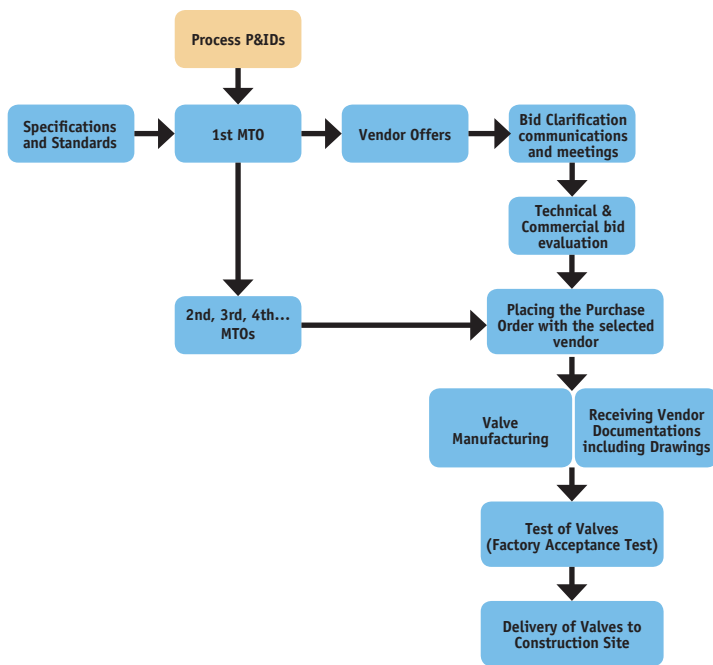 Process P&IDs
Specifications
and Standards
1st MTO
Vendor Offers
Bid Clarification
communications
and meetings
Technical &
Commercial bid
evaluation
2nd, 3rd, 4th...
MTOs
Placing the Purchase
Order with the selected
vendor
Valve
Manufacturing
Receiving Vendor
Documentations
including Drawings
Test of Valves
(Factory Acceptance Test)
Delivery of Valves to
Construction Site